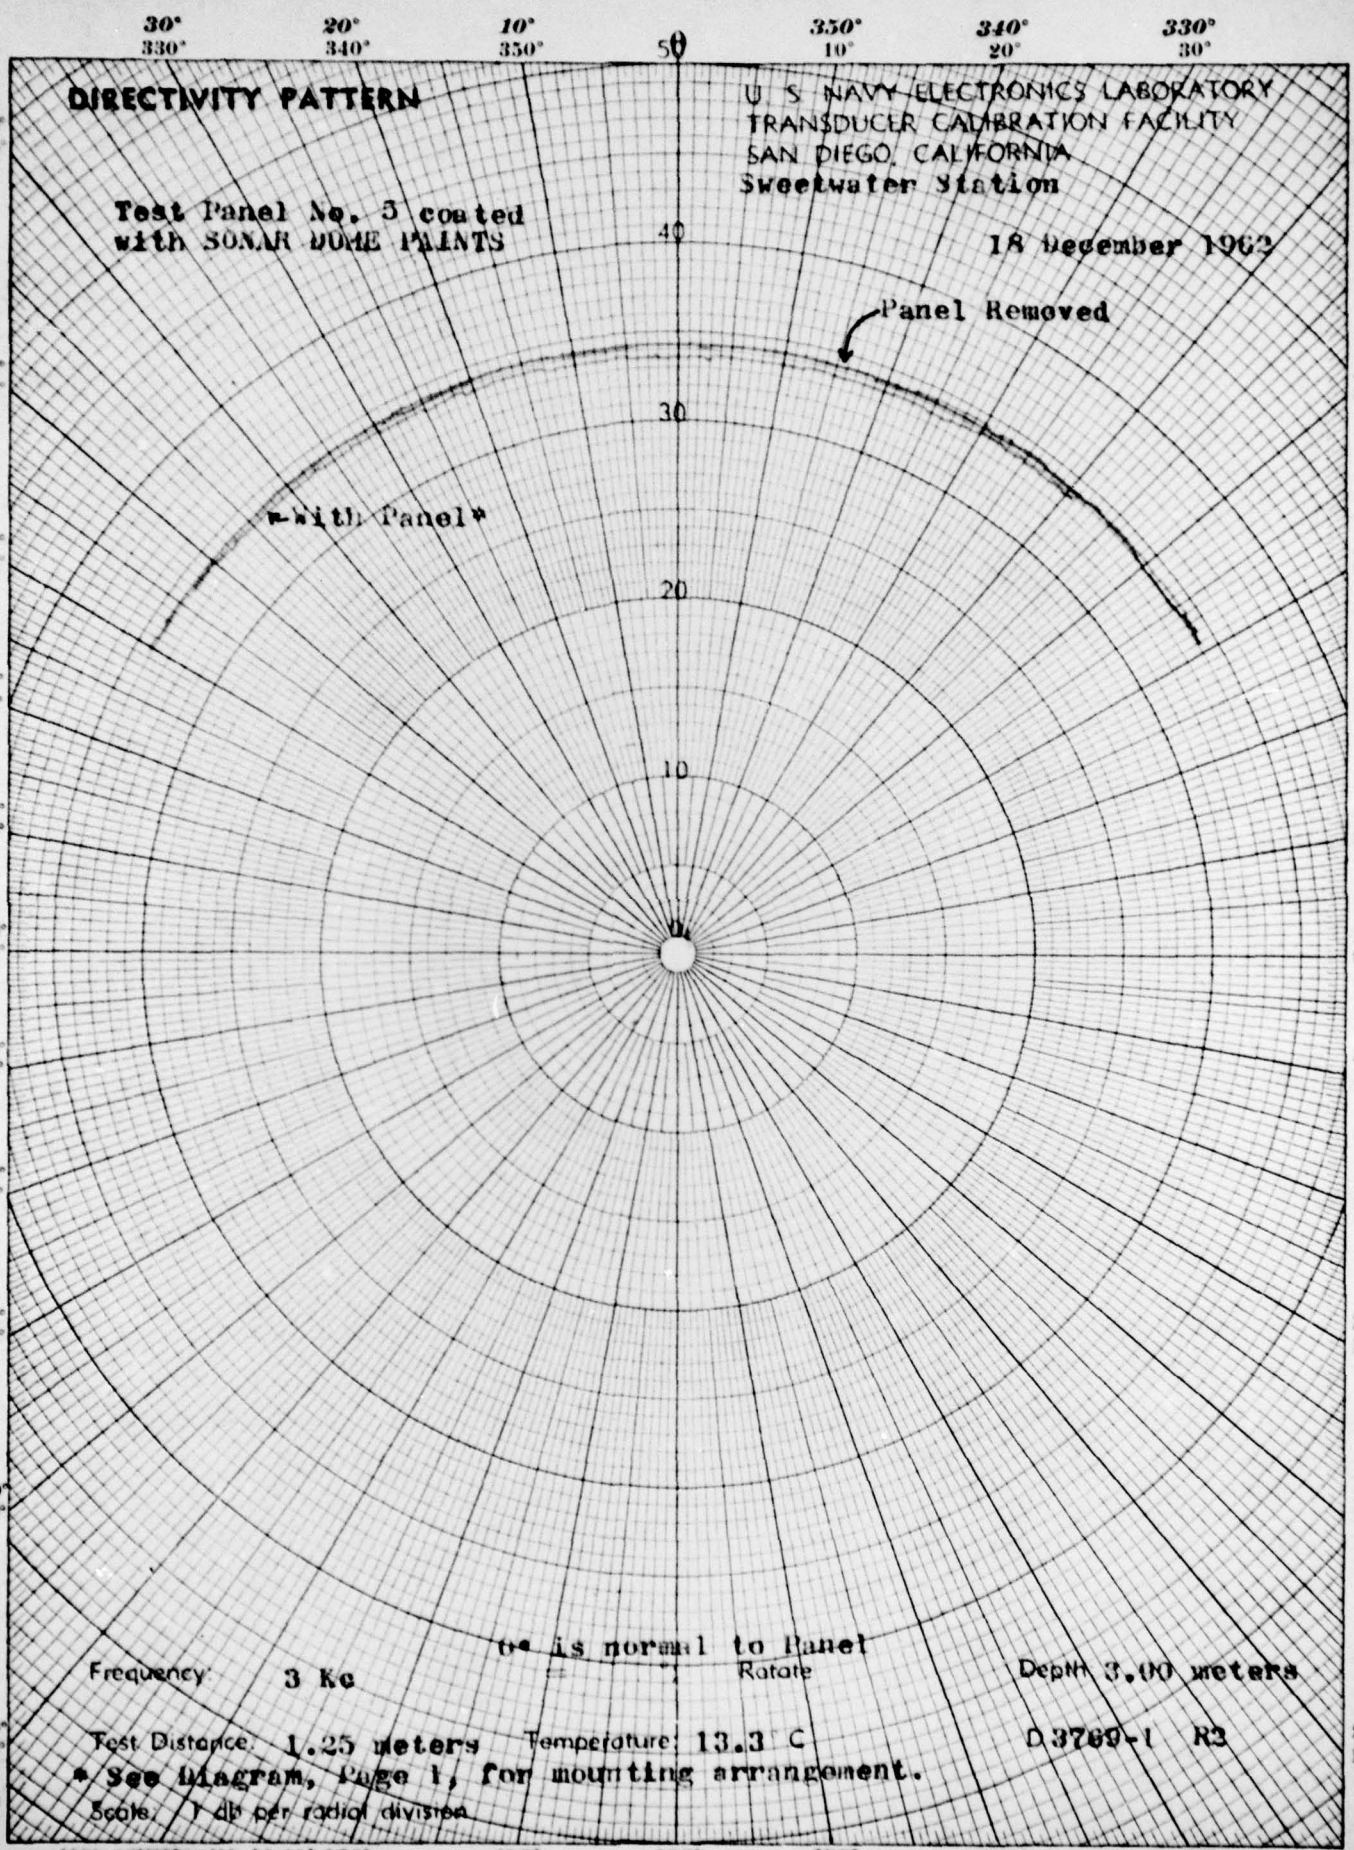 30° 20° 10° 350° 340° 330°
330° 340° 350° 50 0 10° 20° 30°
DIRECTIVITY PATTERN
U S NAVY ELECTRONICS LABORATORY
TRANSDUCER CALIBRATION FACILITY
SAN DIEGO, CALIFORNIA
Sweetwater Station
Test Panel No. 3 coated
with SONAR DOME PAINTS
40
18 December 1962
Panel Removed
30
With Panel*
20
10
0
0° is normal to Panel
Frequency: 3 Kc Rotate Depth 3.00 meters
Test Distance: 1.25 meters Temperature: 13.3 C D3769-1 R3
* See Diagram, Page 1, for mounting arrangement.
Scale: 1 db per radial division